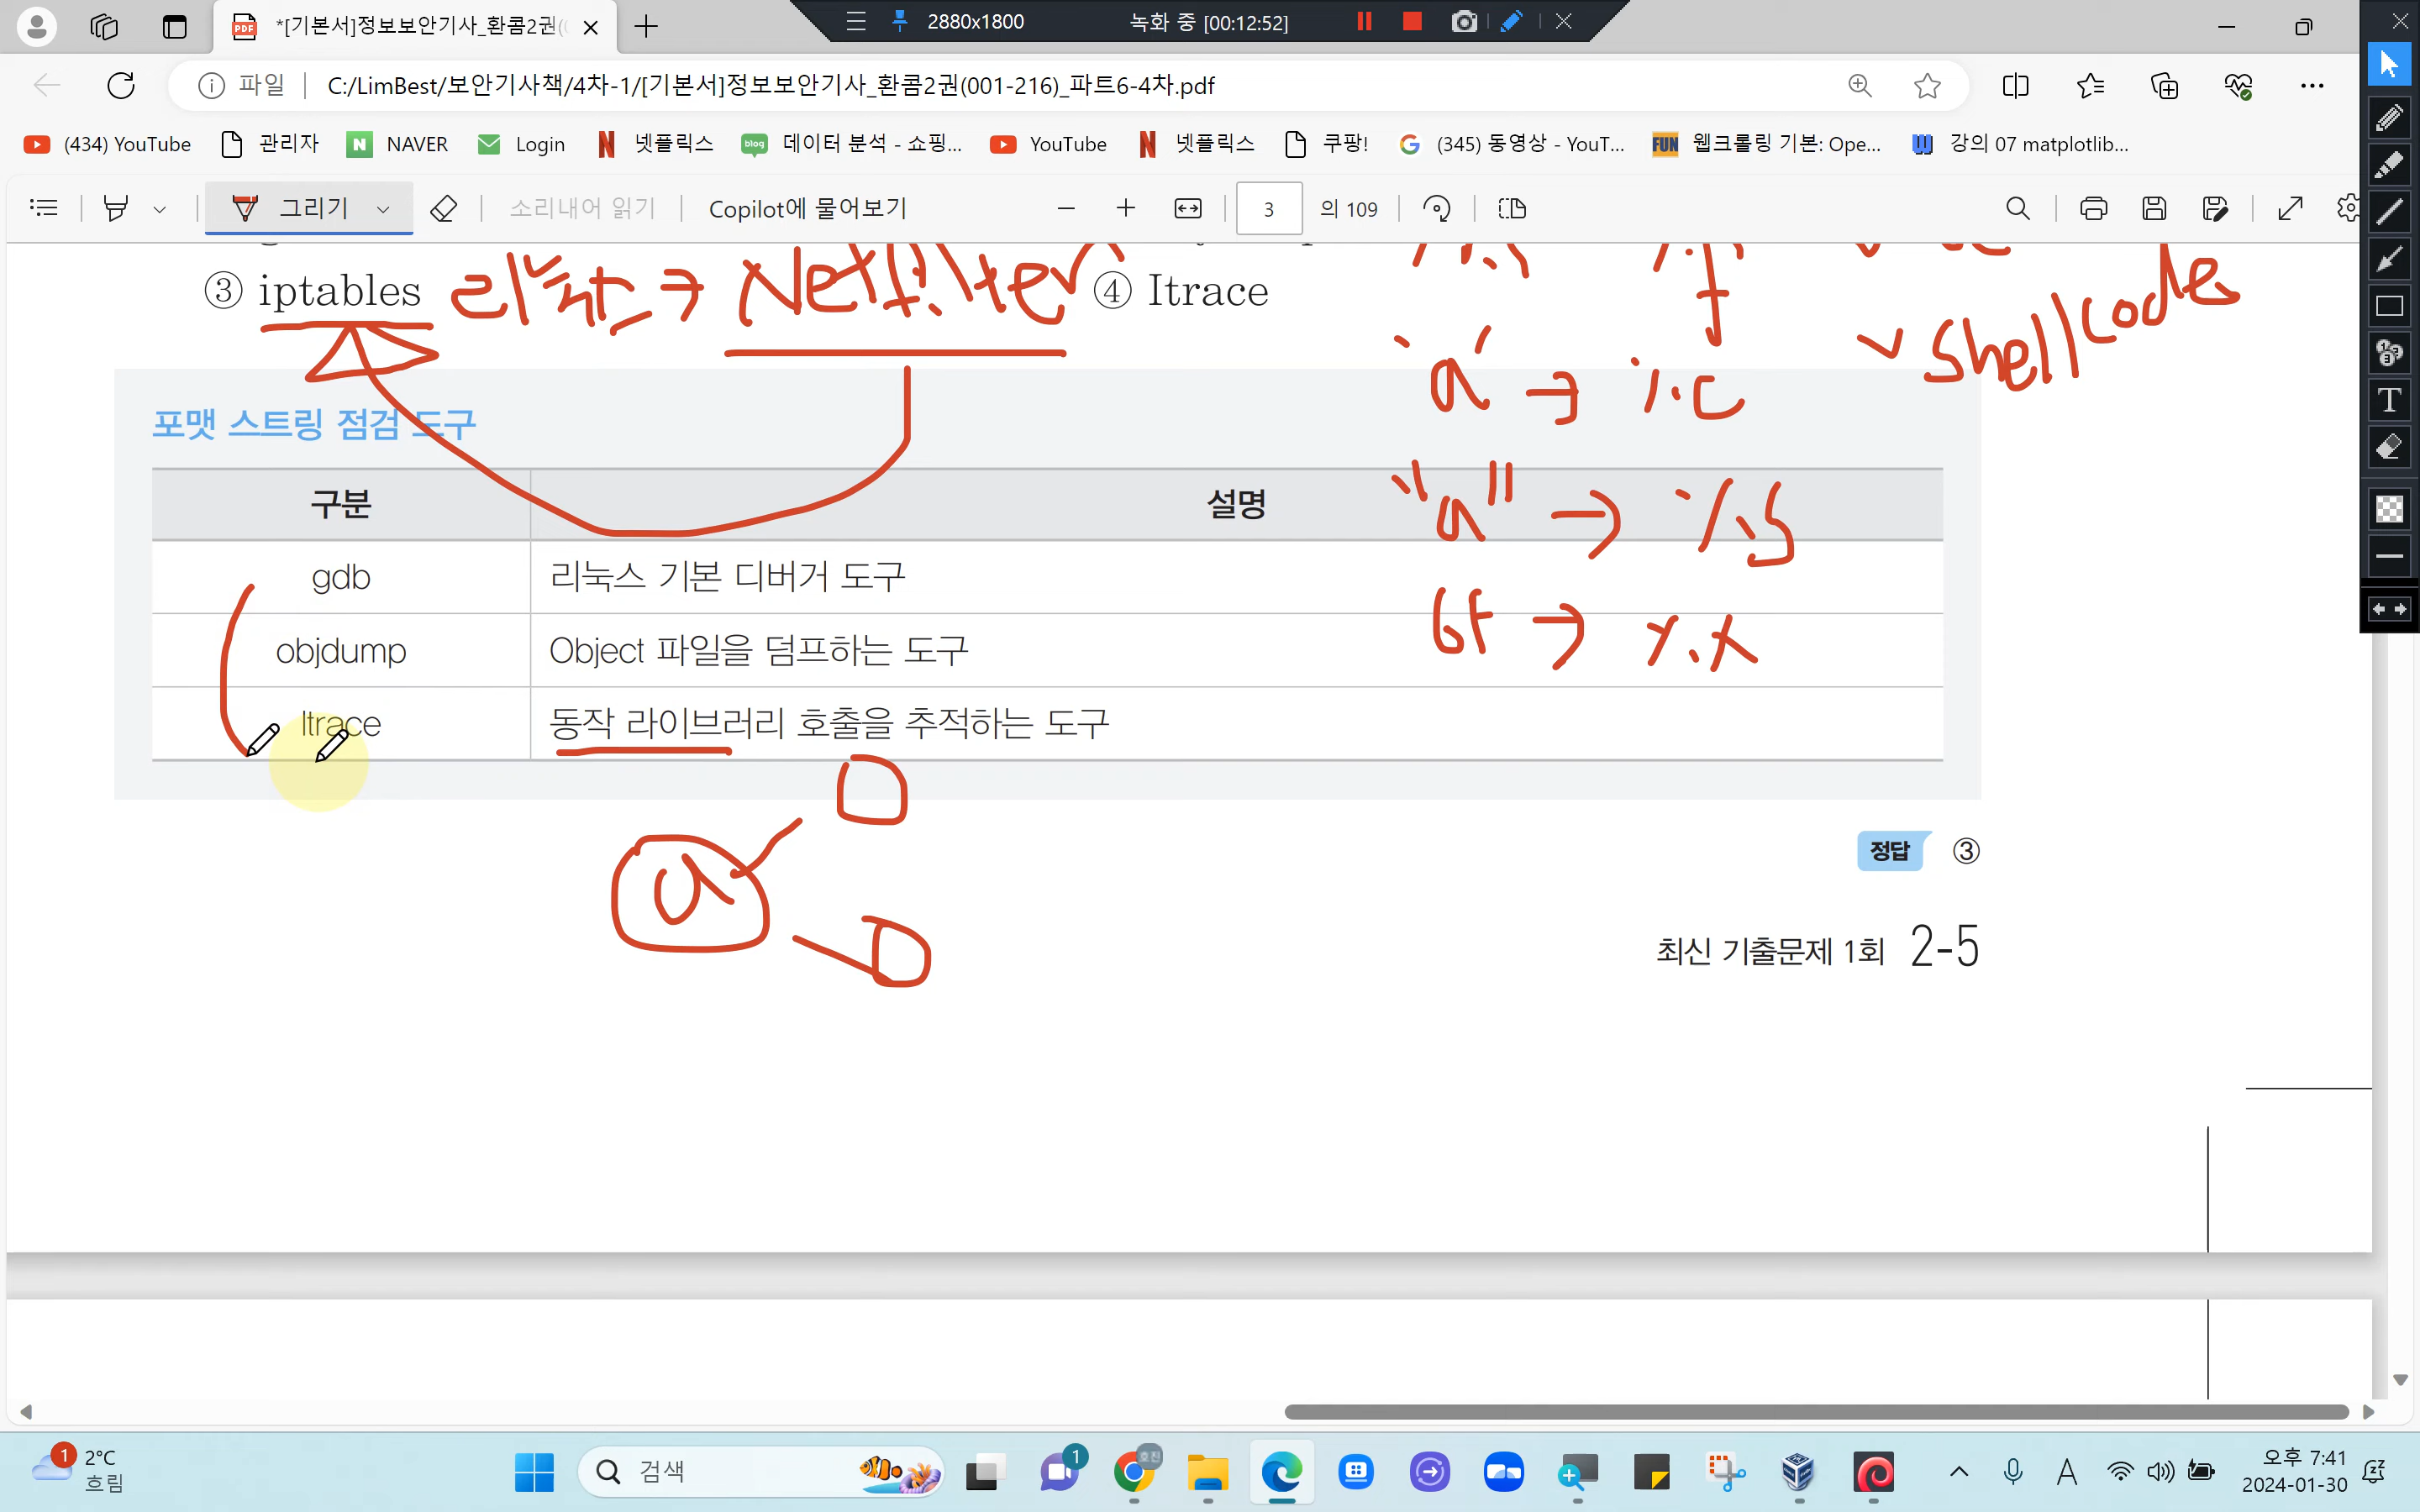 *[기본서]정보보안기사_환콤2권(
2880x1800
녹화 중 [00:12:52]
파일
C:/LimBest/보안기사책/4차-1/[기본서]정보보안기사_환콤2권(001-216)_파트6-4차.pdf
(434) YouTube
관리자
NAVER
Login
넷플릭스
데이터 분석 - 쇼핑...
YouTube
넷플릭스
쿠팡!
(345) 동영상 - YouT...
웹크롤링 기본: Ope...
강의 07 matplotlib...
그리기
소리내어 읽기
Copilot에 물어보기
3
의 109
③ iptables 리눅스 → Netfilter ④ ltrace
shellcodes
'a' → %c
포맷 스트링 점검 도구
구분 설명
"a" → %s
gdb 리눅스 기본 디버거 도구
bf → %x
objdump Object 파일을 덤프하는 도구
ltrace 동작 라이브러리 호출을 추적하는 도구
a
정답 ③
최신 기출문제 1회 2-5
1
2°C
흐림
검색
1
호진
A
오후 7:41
2024-01-30